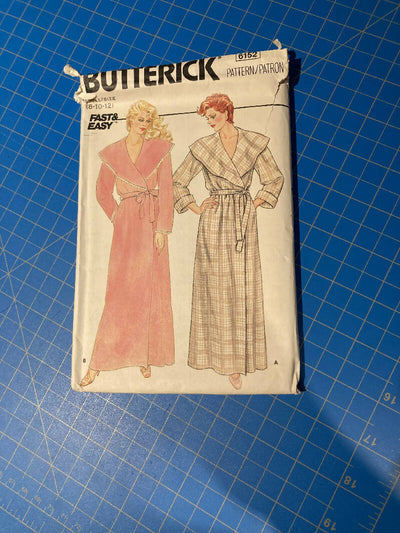 BUTTERICK
6152
PATTERN/PATRON
(8-10-12)
FAST&
EASY
B
A
16
17
18
19